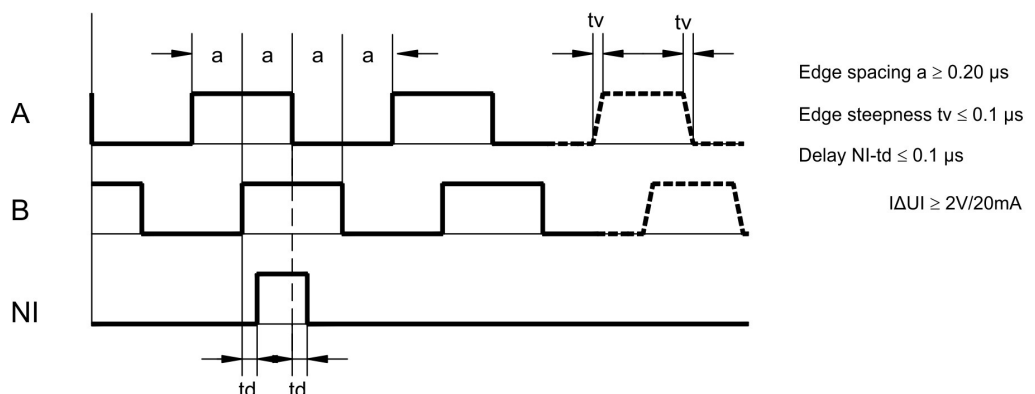 tv tv
a a a a
Edge spacing a ≥ 0.20 µs
A
Edge steepness tv ≤ 0.1 µs
Delay NI-td ≤ 0.1 µs
B
IΔUI ≥ 2V/20mA
NI
td td